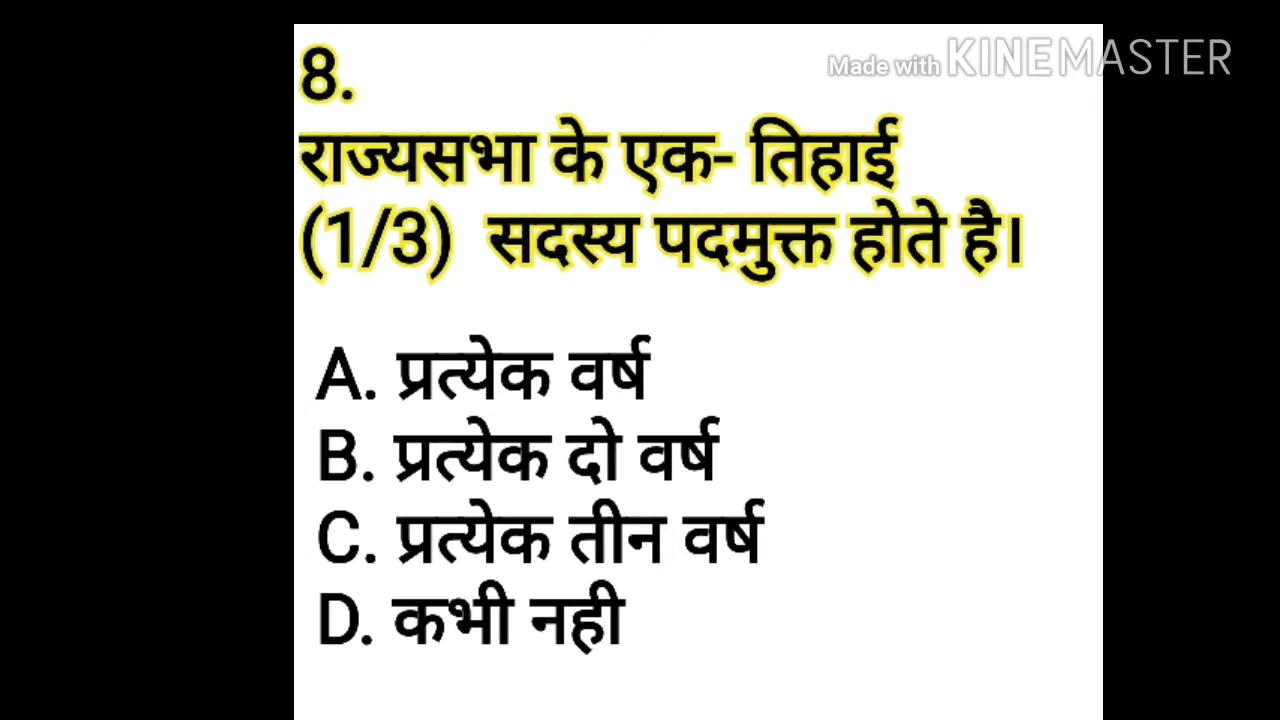 Made with KINEMASTER
8.
राज्यसभा के एक- तिहाई
(1/3) सदस्य पदमुक्त होते है।
A. प्रत्येक वर्ष
B. प्रत्येक दो वर्ष
C. प्रत्येक तीन वर्ष
D. कभी नही